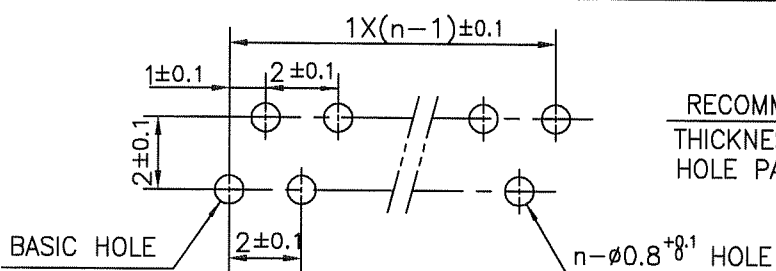 1X(n-1)±0.1
1±0.1
2±0.1
RECOMM
THICKNES
HOLE PA
2±0.1
BASIC HOLE
2±0.1
n-ø0.8 +0.1 0 HOLE